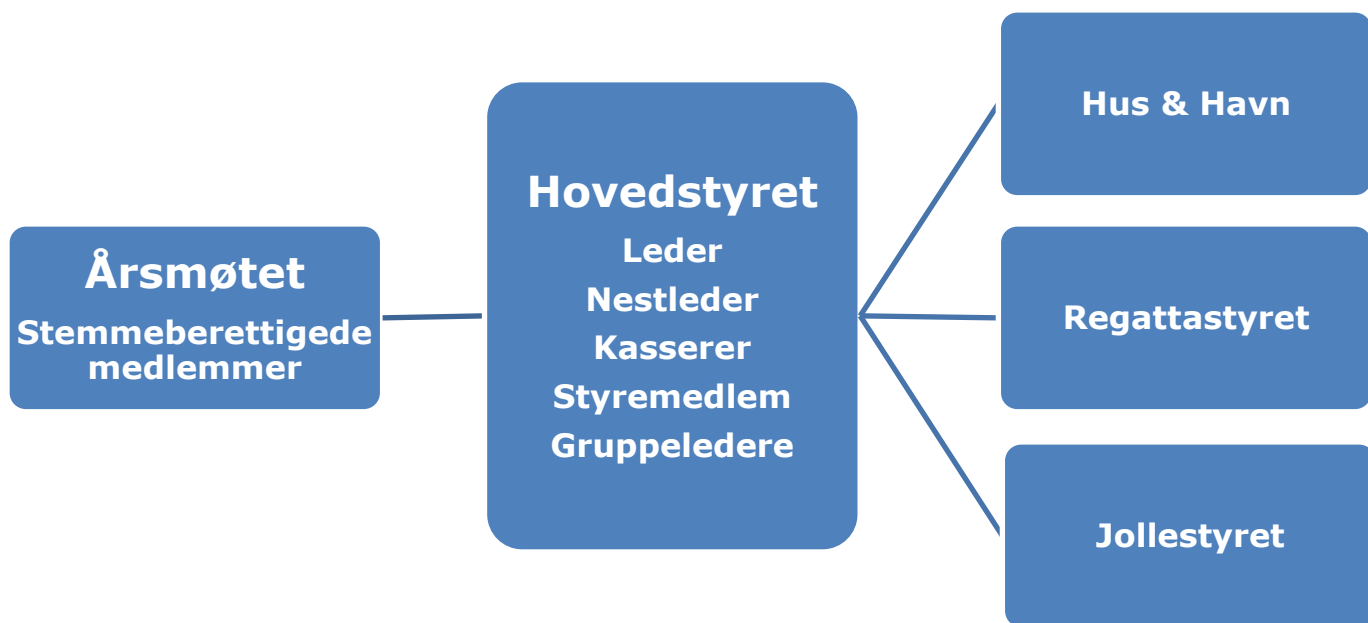 Årsmøtet
Stemmeberettigede
medlemmer
Hovedstyret
Leder
Nestleder
Kasserer
Styremedlem
Gruppeledere
Hus & Havn
Regattastyret
Jollestyret